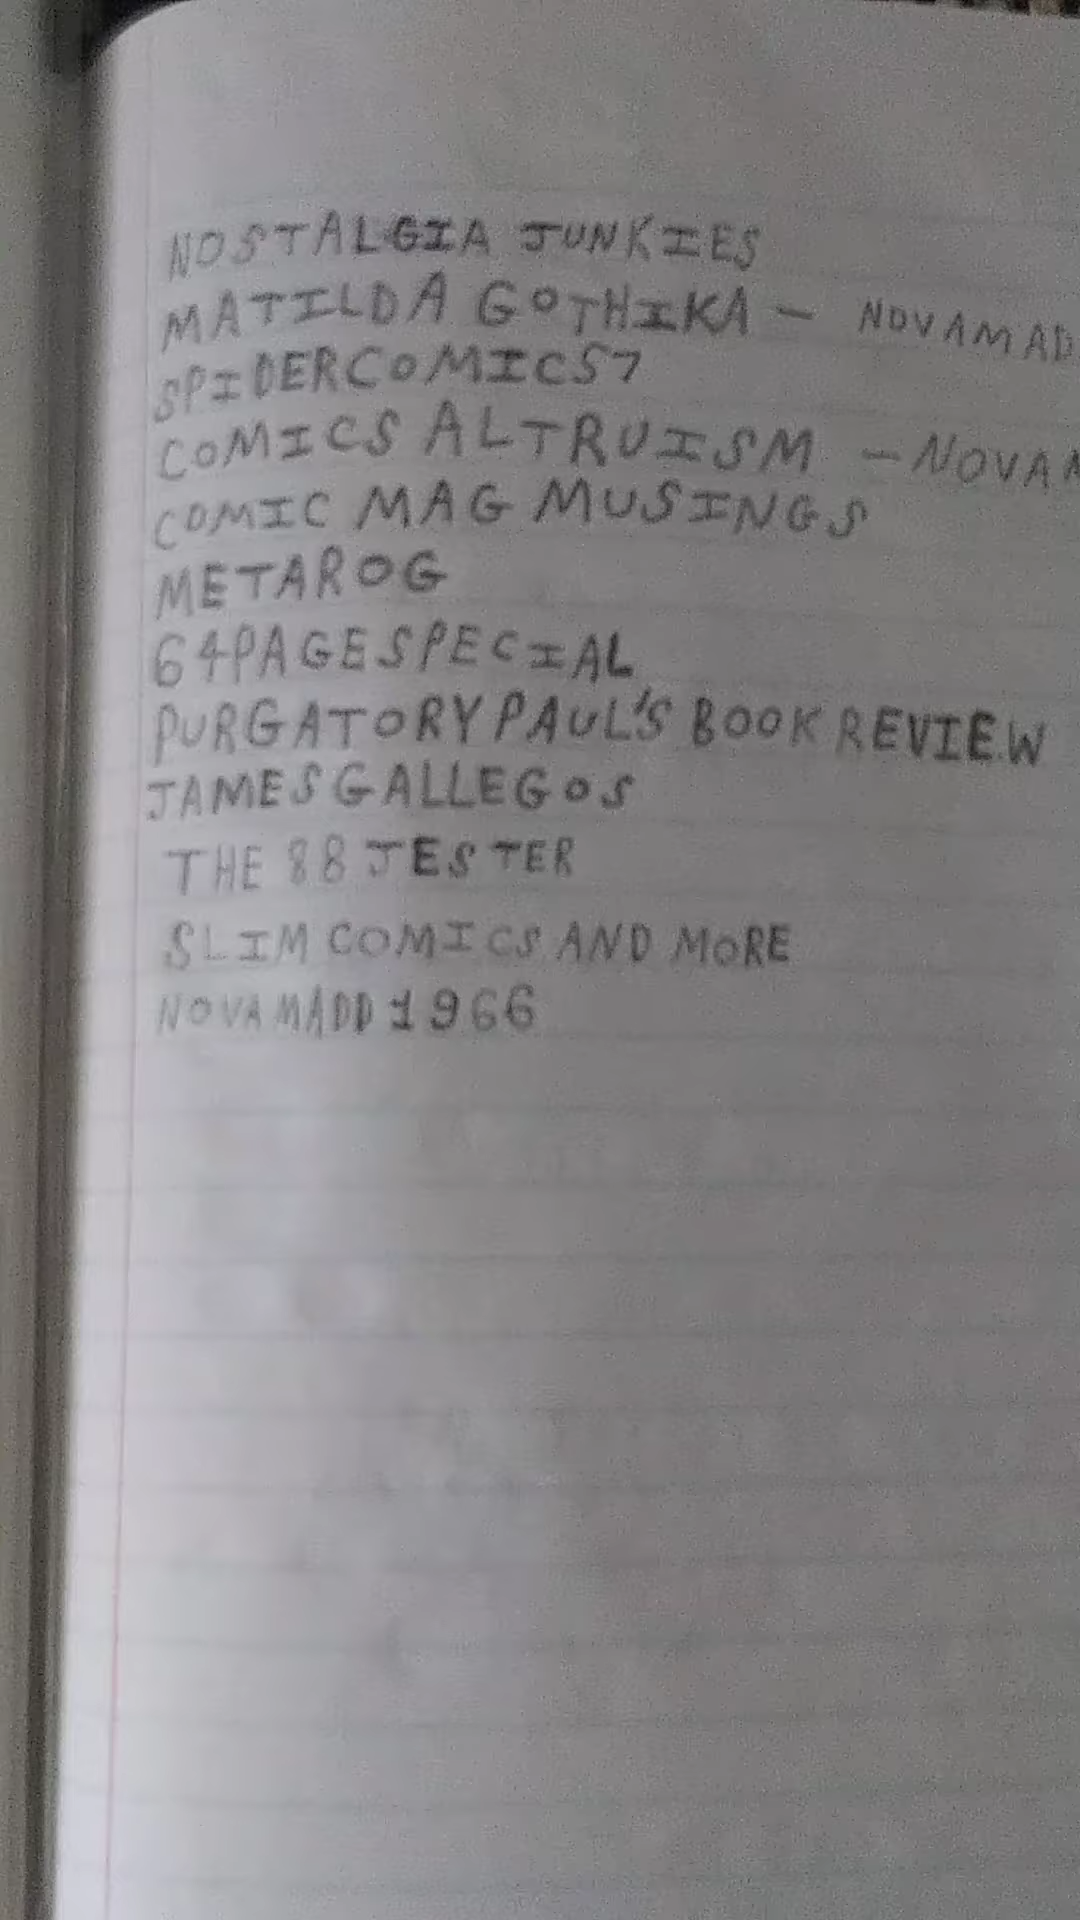 NOSTALGIA JUNKIES
MATILDA GOTHIKA - NOVAMAD
SPIDERCOMICS7
COMICS ALTRUISM - NOVAM
COMIC MAG MUSINGS
METAROG
64PAGESPECIAL
PURGATORY PAUL'S BOOK REVIEW
JAMES GALLEGOS
THE 88 JESTER
SLIM COMICS AND MORE
NOVAMADD1966